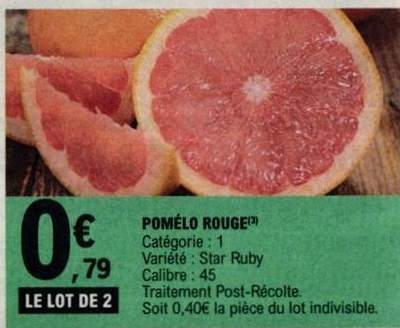 0€,79
LE LOT DE 2
POMÉLO ROUGE(3)
Catégorie : 1
Variété : Star Ruby
Calibre : 45
Traitement Post-Récolte.
Soit 0,40€ la pièce du lot indivisible.